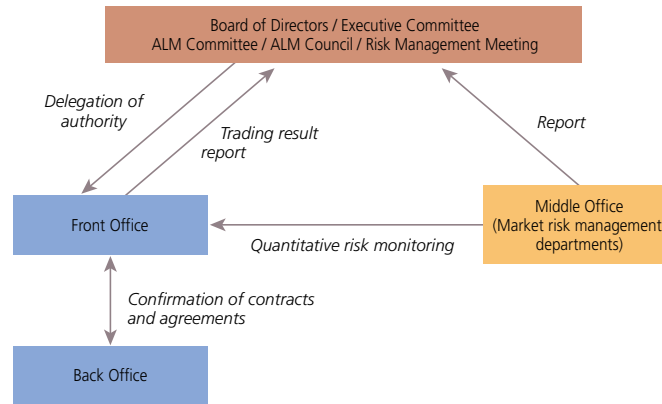 Board of Directors / Executive Committee
ALM Committee / ALM Council / Risk Management Meeting
Delegation of
authority
Trading result
report
Report
Front Office
Middle Office
(Market risk management
departments)
Quantitative risk monitoring
Confirmation of contracts
and agreements
Back Office